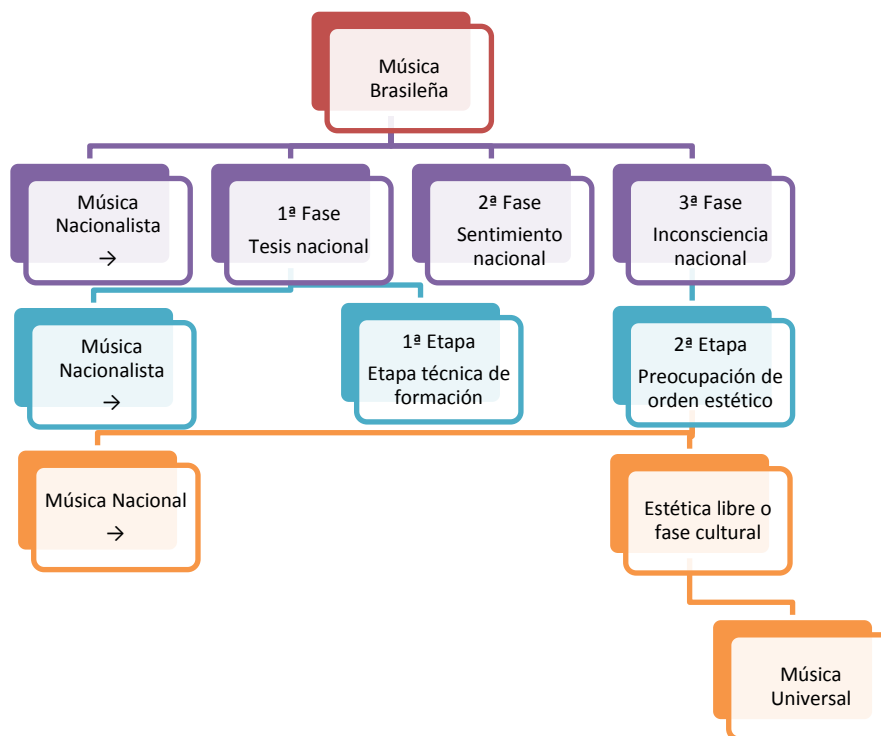 Música
Brasileña
Música
Nacionalista
→
1ª Fase
Tesis nacional
2ª Fase
Sentimiento
nacional
3ª Fase
Inconsciencia
nacional
Música
Nacionalista
→
1ª Etapa
Etapa técnica de
formación
2ª Etapa
Preocupación de
orden estético
Música Nacional
→
Estética libre o
fase cultural
Música
Universal